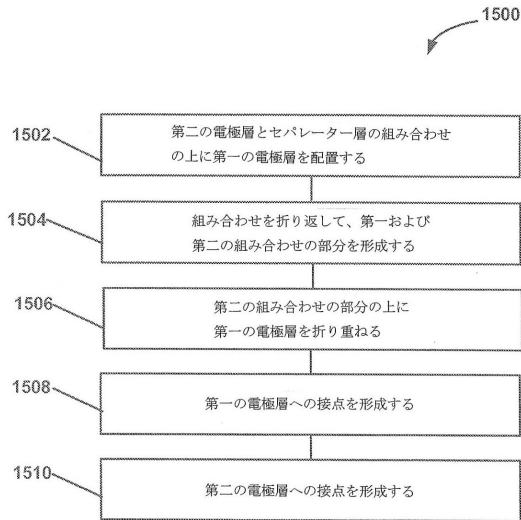 1500
1502
第二の電極層とセパレーター層の組み合わせ
の上に第一の電極層を配置する
1504
組み合わせを折り返して、第一および
第二の組み合わせの部分を形成する
1506
第二の組み合わせの部分の上に
第一の電極層を折り重ねる
1508
第一の電極層への接点を形成する
1510
第二の電極層への接点を形成する